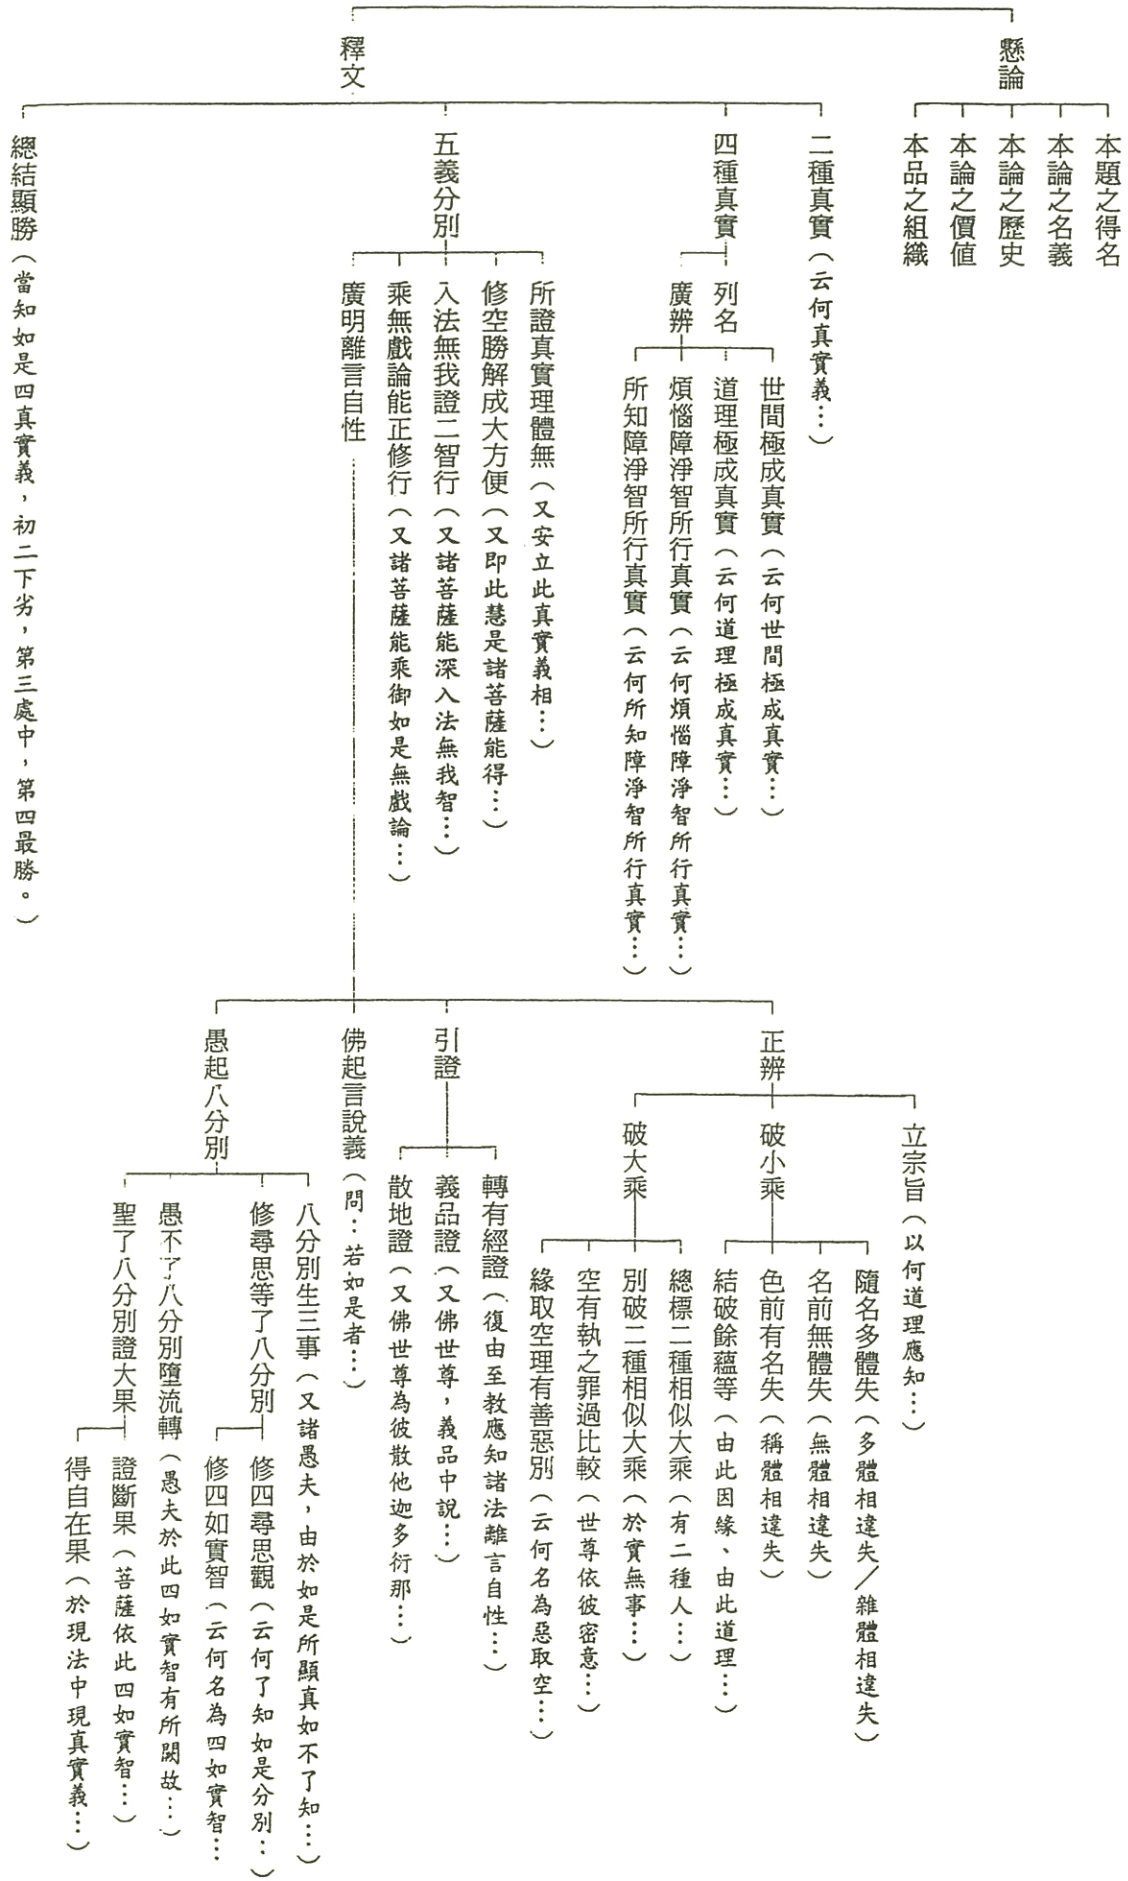 懸論
本題之得名
本論之名義
本論之歷史
本論之價值
本品之組織
釋文
二種真實（云何真實義…）
四種真實
列名
廣辨
世間極成真實（云何世間極成真實…）
道理極成真實（云何道理極成真實…）
煩惱障淨智所行真實（云何煩惱障淨智所行真實…）
所知障淨智所行真實（云何所知障淨智所行真實…）
五義分別
所證真實理體無（又安立此真實義相…）
修空勝解成大方便（又即此慧是諸菩薩能得…）
入法無我證二智行（又諸菩薩能深入法無我智…）
乘無戲論能正修行（又諸菩薩能乘御如是無戲論…）
廣明離言自性
正辨
立宗旨（以何道理應知…）
破小乘
隨名多體失（多體相違失／雜體相違失）
名前無體失（無體相違失）
色前有名失（稱體相違失）
結破餘蘊等（由此因緣、由此道理…）
破大乘
總標二種相似大乘（有二種人…）
別破二種相似大乘（於實無事…）
空有執之罪過比較（世尊依彼密意…）
緣取空理有善惡別（云何名為惡取空…）
引證
轉有經證（復由至教應知諸法離言自性…）
義品證（又佛世尊，義品中說…）
散地證（又佛世尊為彼散他迦多衍那…）
佛起言說義（問：若如是者…）
愚起八分別
八分別生三事（又諸愚夫，由於如是所顯真如不了知…）
修尋思等了八分別
修四尋思觀（云何了知如是分別‥）
修四如實智（云何名為四如實智…
愚不了八分別墮流轉（愚夫於此四如實智有所闕故…）
聖了八分別證大果
證斷果（菩薩依此四如實智…）
得自在果（於現法中現真實義…）
總結顯勝（當知如是四真實義，初二下劣，第三處中，第四最勝。）